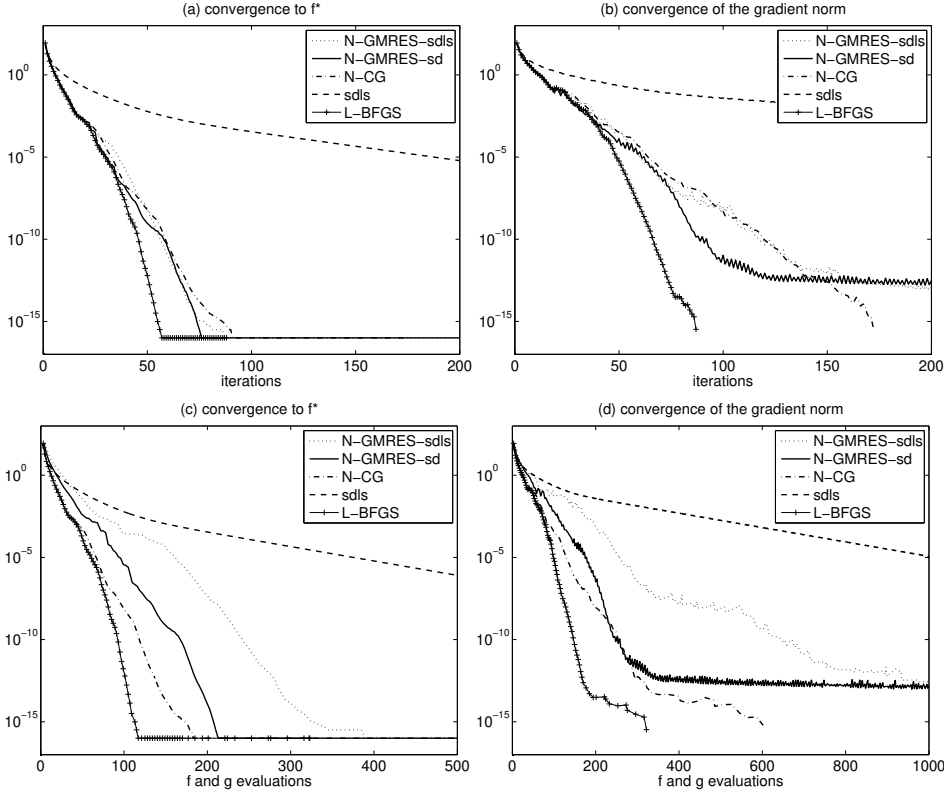 (a) convergence to f*
N−GMRES−sdls
N−GMRES−sd
N−CG
sdls
L−BFGS
10^0
10^−5
10^−10
10^−15
0 50 100 150 200
iterations
(b) convergence of the gradient norm
N−GMRES−sdls
N−GMRES−sd
N−CG
sdls
L−BFGS
10^0
10^−5
10^−10
10^−15
0 50 100 150 200
iterations
(c) convergence to f*
N−GMRES−sdls
N−GMRES−sd
N−CG
sdls
L−BFGS
10^0
10^−5
10^−10
10^−15
0 100 200 300 400 500
f and g evaluations
(d) convergence of the gradient norm
N−GMRES−sdls
N−GMRES−sd
N−CG
sdls
L−BFGS
10^0
10^−5
10^−10
10^−15
0 200 400 600 800 1000
f and g evaluations